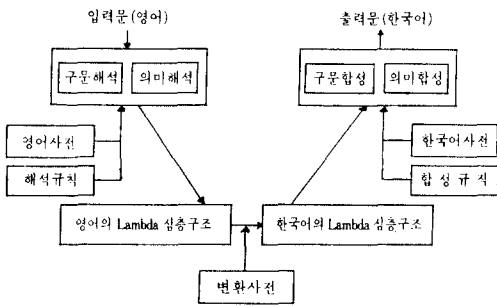 입력문(영어)
출력문(한국어)
구문해석
의미해석
구문합성
의미합성
영어사전
해석규칙
한국어사전
합성규칙
영어의 Lambda 심층구조
한국어의 Lambda 심층구조
변환사전